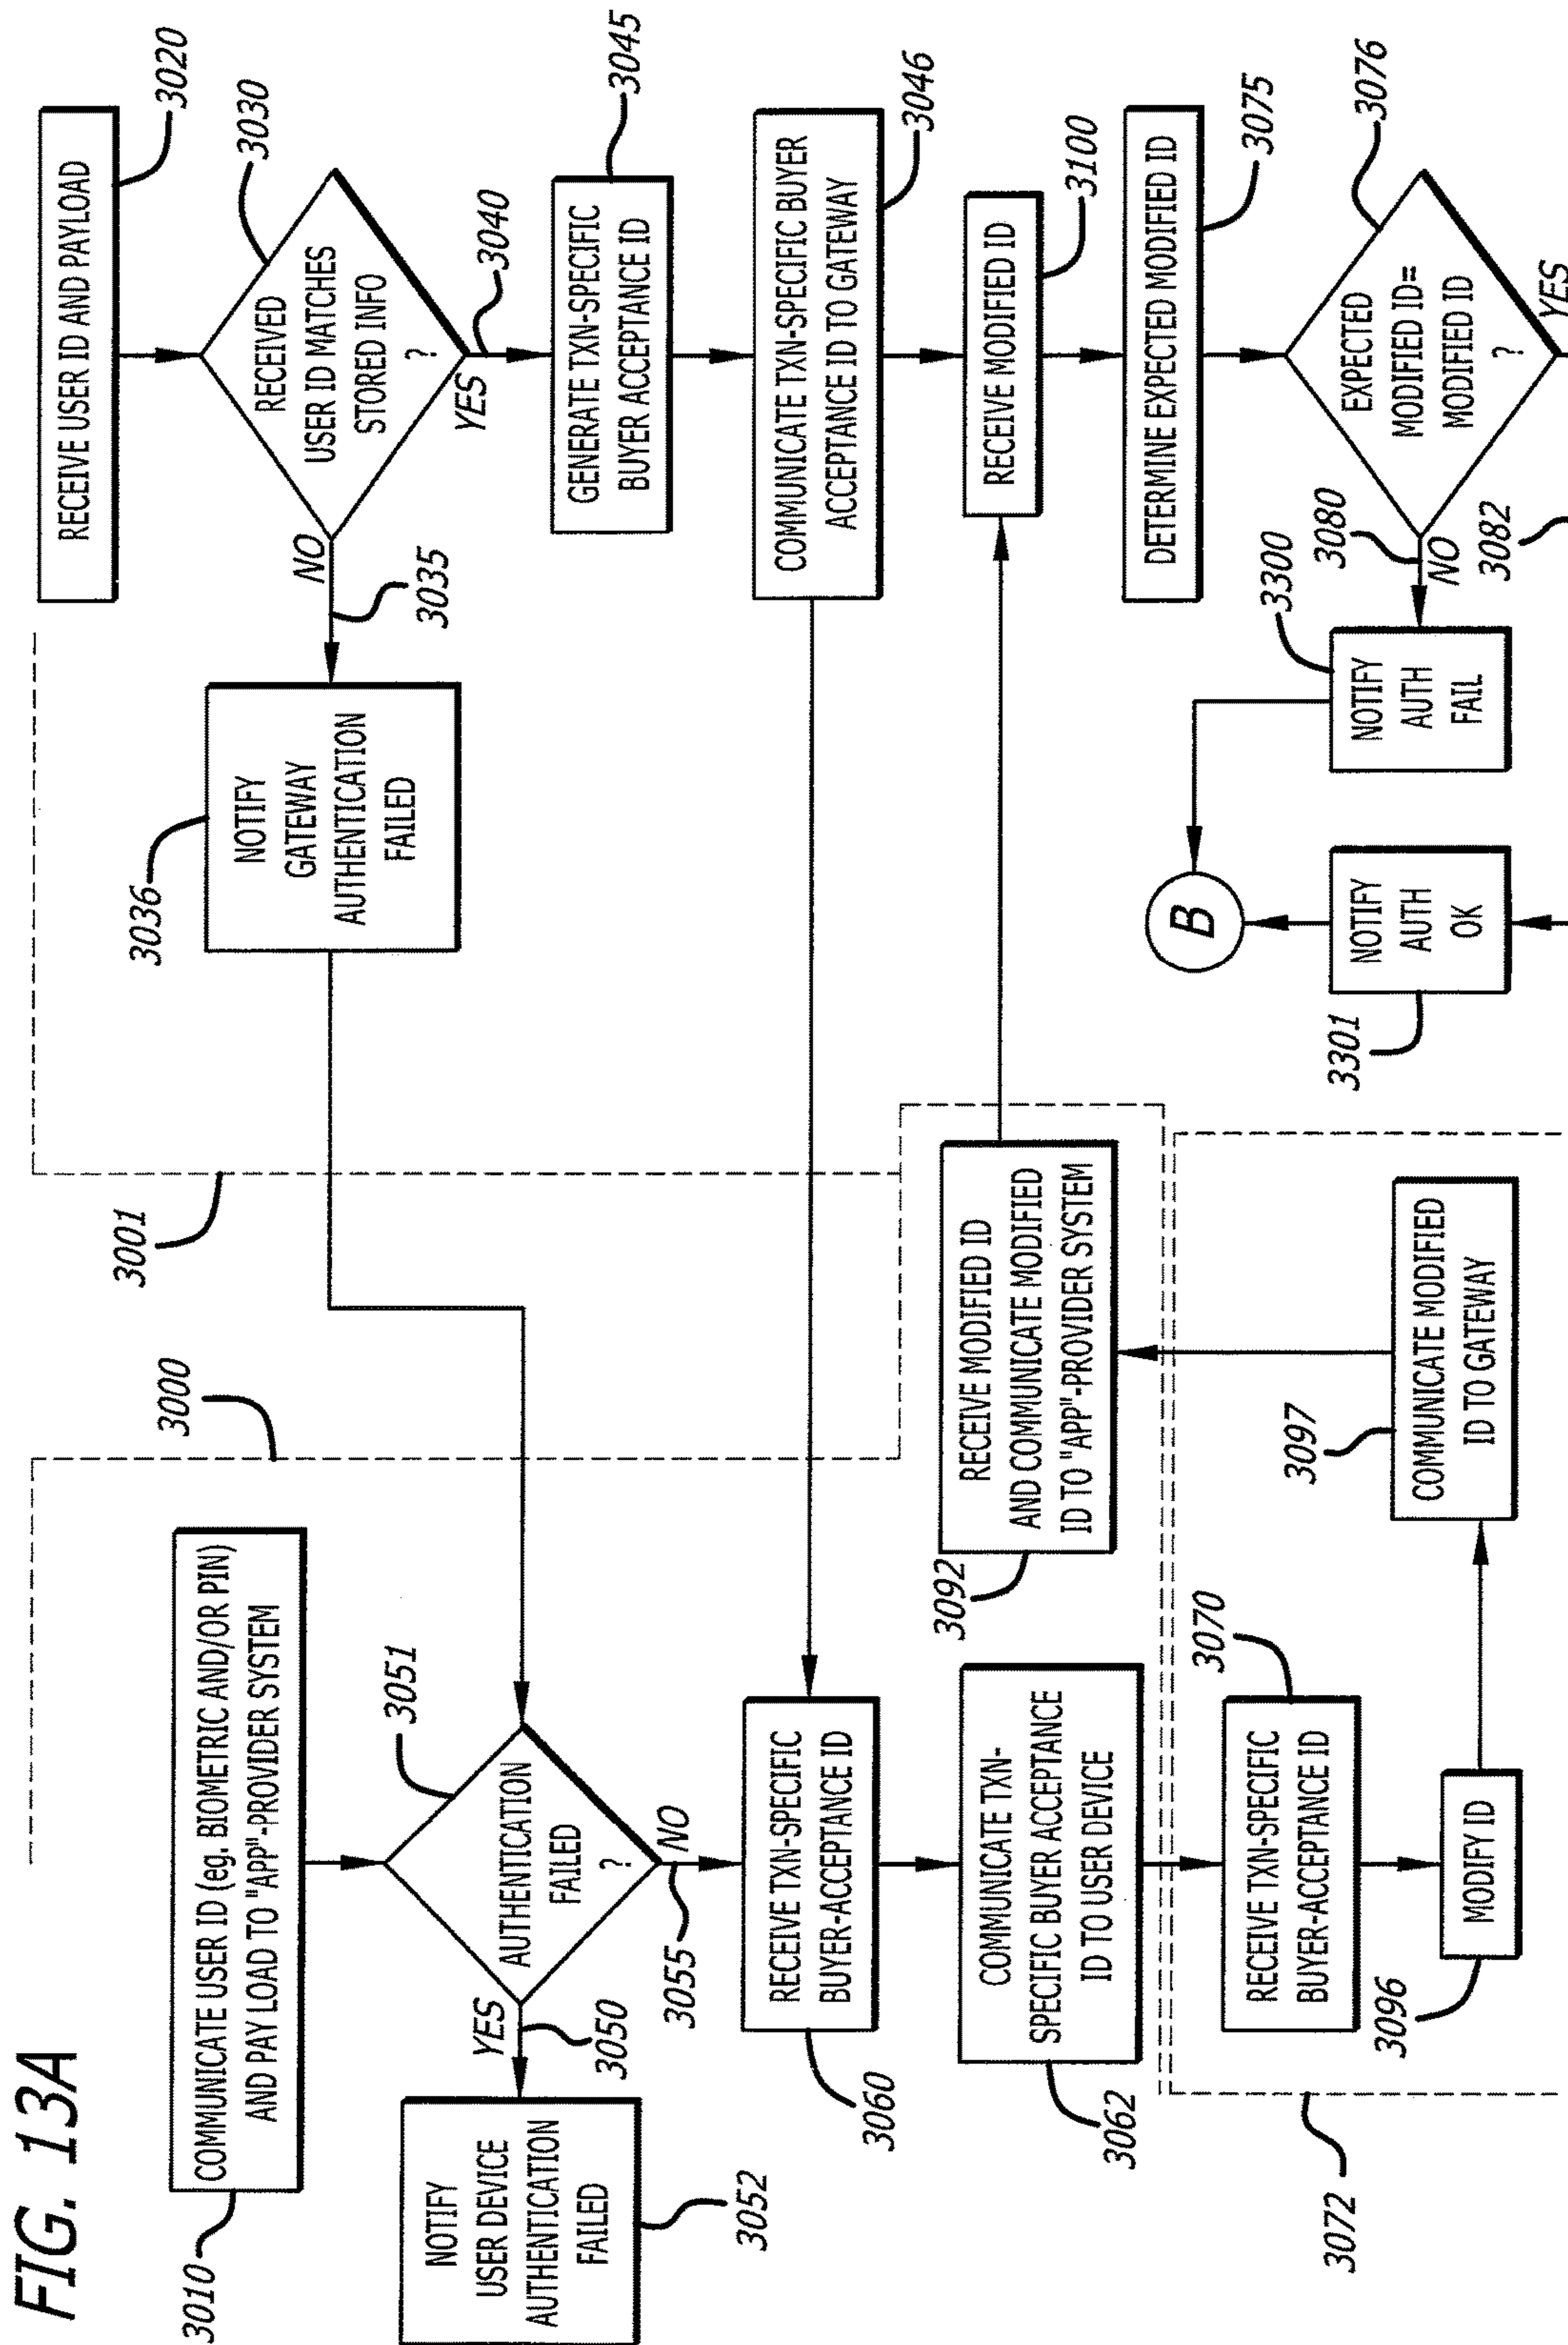 FIG. 13A
3010
COMMUNICATE USER ID (eg. BIOMETRIC AND/OR PIN)
AND PAY LOAD TO "APP"-PROVIDER SYSTEM
3000
3001
RECEIVE USER ID AND PAYLOAD
3020
3036
NOTIFY
GATEWAY
AUTHENTICATION
FAILED
NO
3035
RECEIVED
USER ID MATCHES
STORED INFO
?
3030
YES
3040
NOTIFY
USER DEVICE
AUTHENTICATION
FAILED
3052
YES
3050
AUTHENTICATION
FAILED
?
3051
NO
3055
GENERATE TXN-SPECIFIC
BUYER ACCEPTANCE ID
3045
RECEIVE TXN-SPECIFIC
BUYER-ACCEPTANCE ID
3060
COMMUNICATE TXN-SPECIFIC BUYER
ACCEPTANCE ID TO GATEWAY
3046
COMMUNICATE TXN-
SPECIFIC BUYER ACCEPTANCE
ID TO USER DEVICE
3062
3092
RECEIVE MODIFIED ID
AND COMMUNICATE MODIFIED
ID TO "APP"-PROVIDER SYSTEM
RECEIVE MODIFIED ID
3100
DETERMINE EXPECTED MODIFIED ID
3075
3072
RECEIVE TXN-SPECIFIC
BUYER-ACCEPTANCE ID
3070
3096
MODIFY ID
3097
COMMUNICATE MODIFIED
ID TO GATEWAY
B
3301
NOTIFY
AUTH
OK
3300
NOTIFY
AUTH
FAIL
3080
NO
EXPECTED
MODIFIED ID=
MODIFIED ID
?
3076
3082
YES